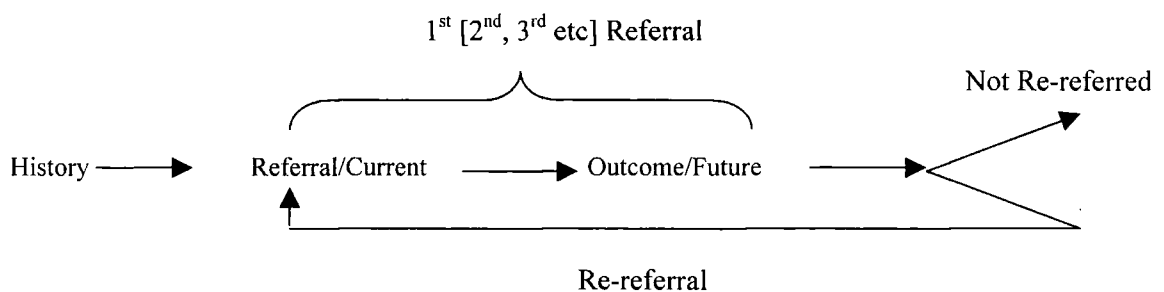 1st [2nd, 3rd etc] Referral
Not Re-referred
History
Referral/Current
Outcome/Future
Re-referral